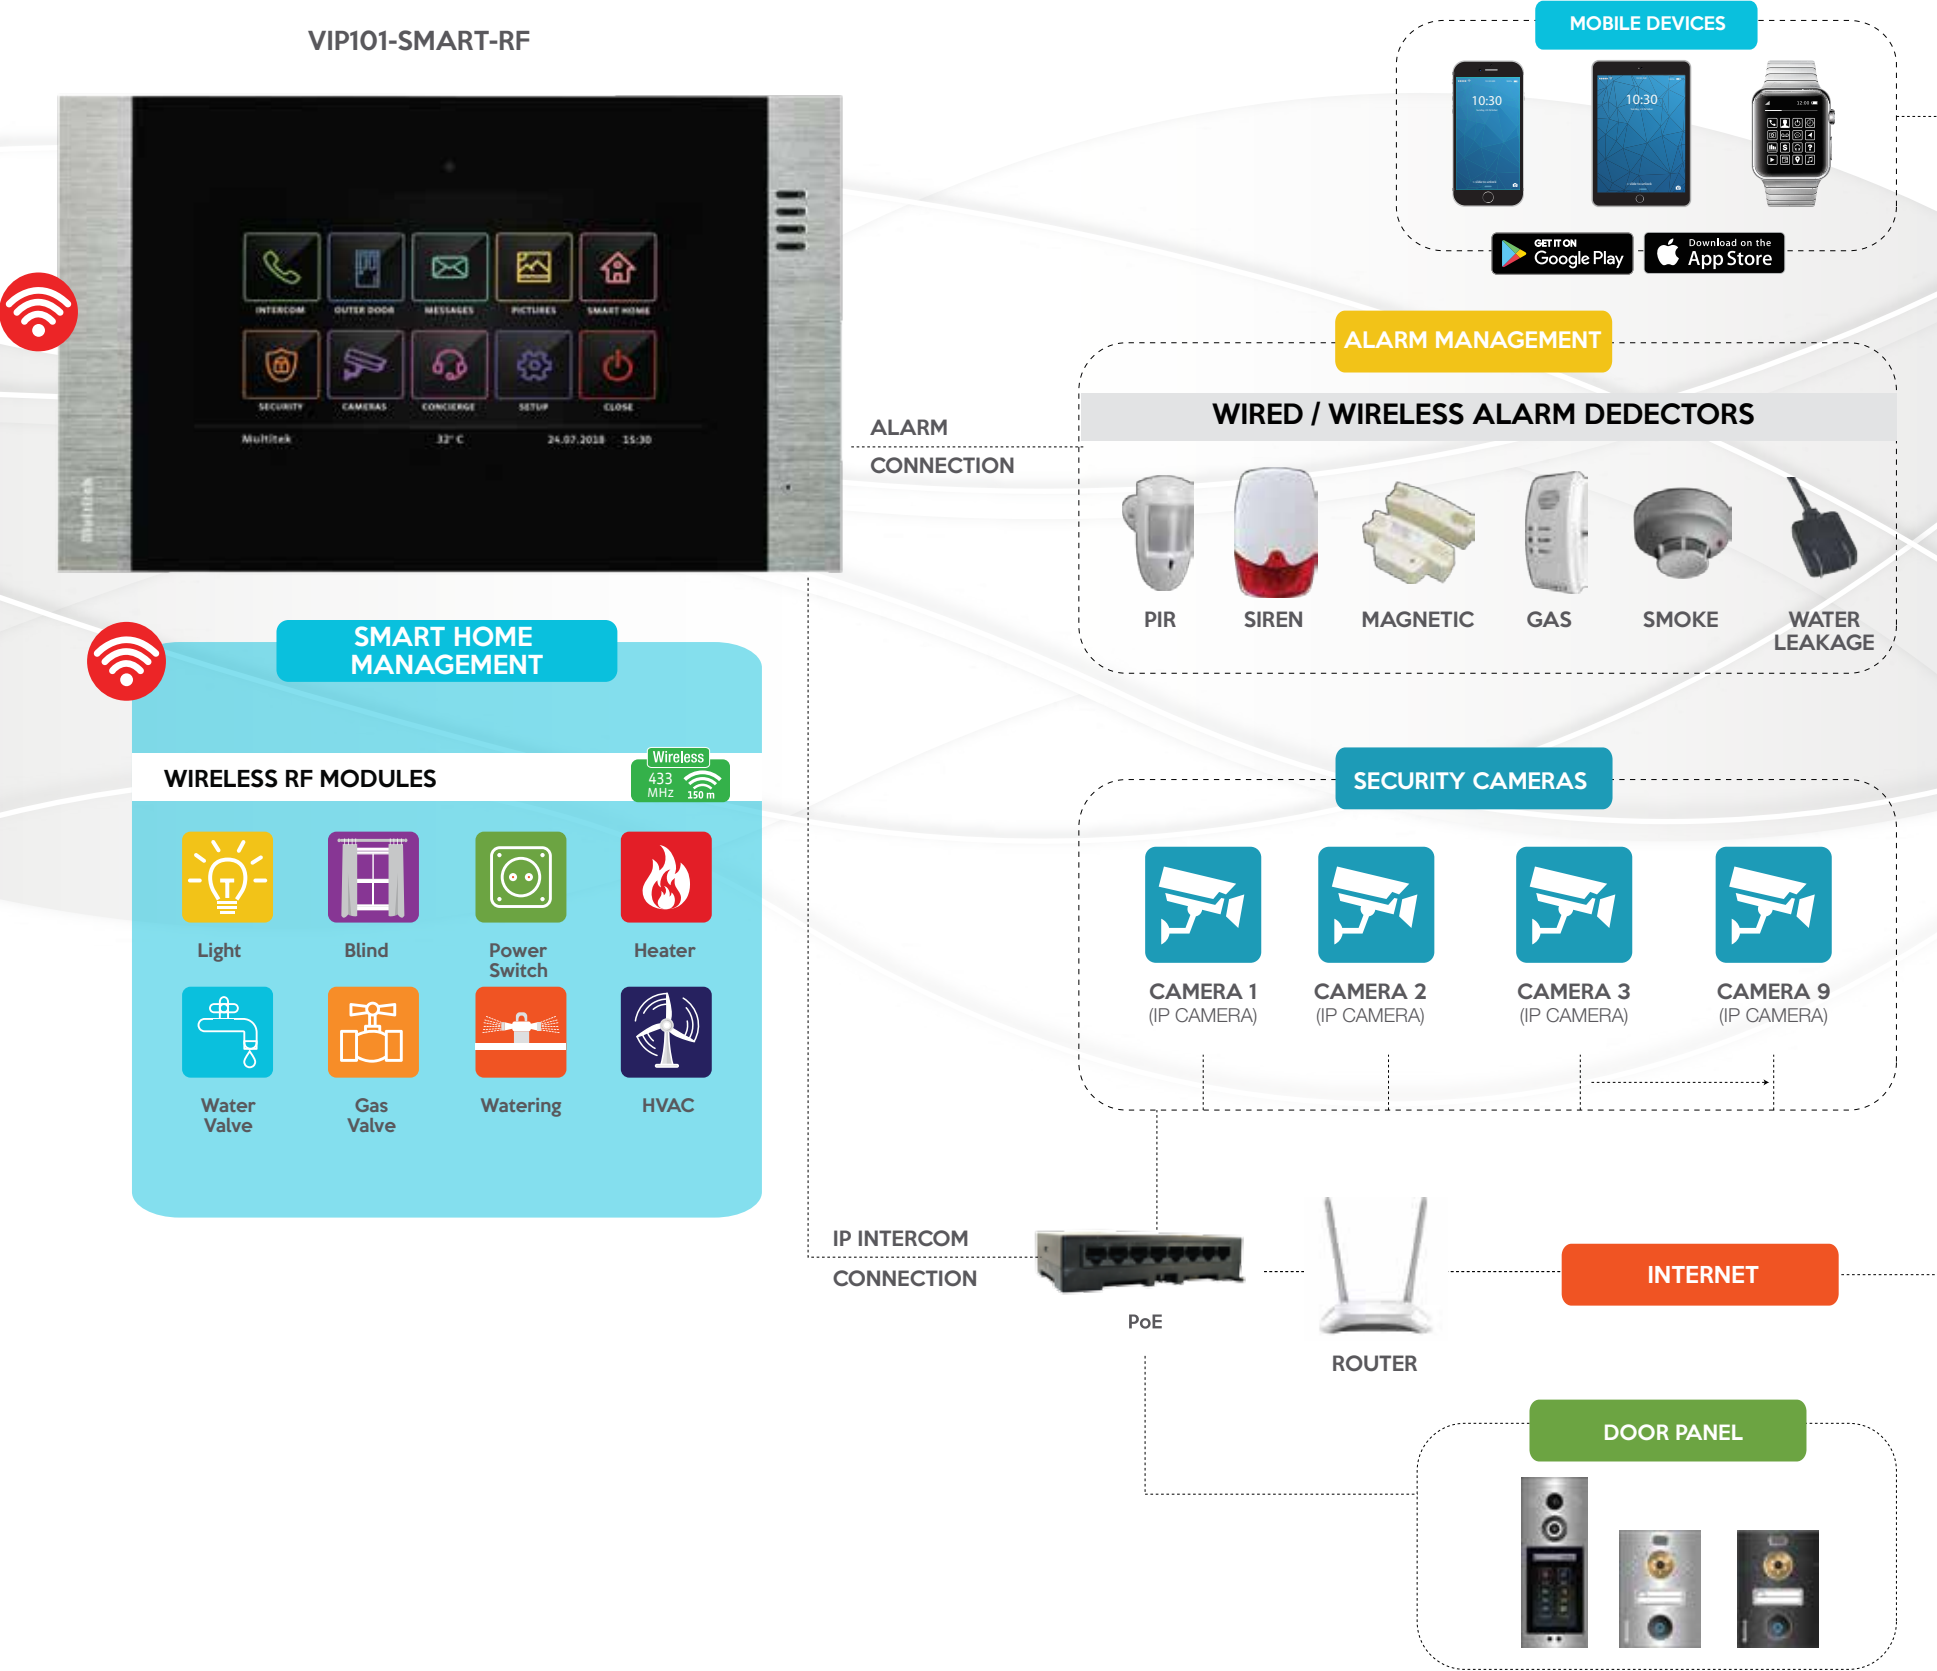 VIP101-SMART-RF
INTERCOM
OUTER DOOR
MESSAGES
PICTURES
SMART HOME
SECURITY
CAMERAS
CONCIERGE
SETUP
CLOSE
Multitek
32° C
24.07.2018
15:30
multitek
MOBILE DEVICES
10:30
10:30
12:00
GET IT ON
Google Play
Download on the
App Store
ALARM MANAGEMENT
WIRED / WIRELESS ALARM DEDECTORS
ALARM
CONNECTION
PIR
SIREN
MAGNETIC
GAS
SMOKE
WATER
LEAKAGE
SMART HOME
MANAGEMENT
WIRELESS RF MODULES
Wireless
433
MHz
150 m
Light
Blind
Power
Switch
Heater
Water
Valve
Gas
Valve
Watering
HVAC
SECURITY CAMERAS
CAMERA 1
(IP CAMERA)
CAMERA 2
(IP CAMERA)
CAMERA 3
(IP CAMERA)
CAMERA 9
(IP CAMERA)
IP INTERCOM
CONNECTION
PoE
ROUTER
INTERNET
DOOR PANEL